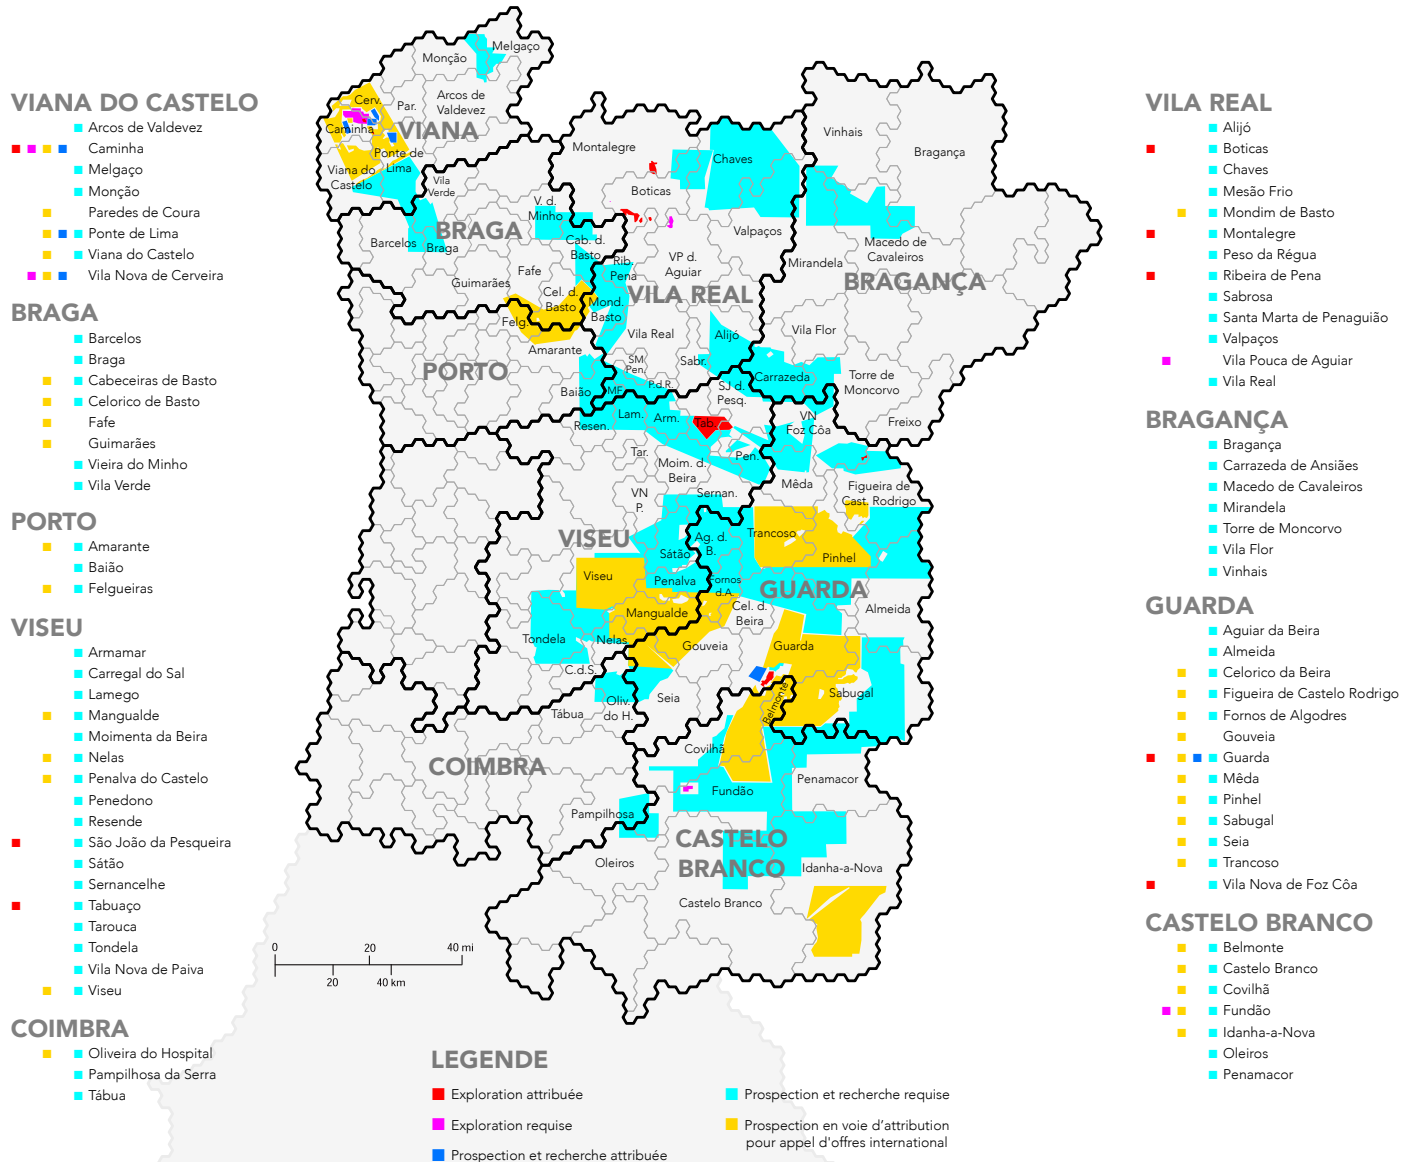 VIANA DO CASTELO
Arcos de Valdevez
Caminha
Melgaço
Monção
Paredes de Coura
Ponte de Lima
Viana do Castelo
Vila Nova de Cerveira
BRAGA
Barcelos
Braga
Cabeceiras de Basto
Celorico de Basto
Fafe
Guimarães
Vieira do Minho
Vila Verde
PORTO
Amarante
Baião
Felgueiras
VISEU
Armamar
Carregal do Sal
Lamego
Mangualde
Moimenta da Beira
Nelas
Penalva do Castelo
Penedono
Resende
São João da Pesqueira
Sátão
Sernancelhe
Tabuaço
Tarouca
Tondela
Vila Nova de Paiva
Viseu
COIMBRA
Oliveira do Hospital
Pampilhosa da Serra
Tábua
Melgaço
Monção
Arcos de
Valdevez
Cerv.
Par.
Caminha
VIANA
Ponte de
Lima
Viana do
Castelo
Vila
Verde
V. d.
Minho
BRAGA
Barcelos
Braga
Cab. d.
Basto
Fafe
Guimarães
Cel. d.
Basto
Felg.
Amarante
PORTO
Baião
Montalegre
Chaves
Boticas
Valpaços
VP d.
Aguiar
Rib.
Pena
VILA REAL
Mond.
Basto
Vila Real
Alijó
SM
Pen.
Sabr.
MF
P.d.R.
Vinhais
Bragança
Macedo de
Cavaleiros
Mirandela
BRAGANÇA
Vila Flor
Carrazeda
Torre de
Moncorvo
Freixo
SJ d.
Pesq.
VN
Foz Côa
Resen.
Lam.
Arm.
Tab.
Tar.
Moim. d.
Beira
Pen.
Sernan.
VN
P.
Mêda
Figueira de
Cast. Rodrigo
VISEU
Sátão
Ag. d.
B.
Trancoso
Pinhel
Viseu
Penalva
Fornos
d.A.
GUARDA
Mangualde
Cel. d.
Beira
Almeida
Tondela
Nelas
Gouveia
Guarda
C.d.S.
Oliv.
do H.
Seia
Belmonte
Sabugal
Tábua
COIMBRA
Covilhã
Fundão
Penamacor
Pampilhosa
CASTELO
BRANCO
Oleiros
Idanha-a-Nova
Castelo Branco
0 20 40 mi
20 40 km
LEGENDE
Exploration attribuée
Exploration requise
Prospection et recherche attribuée
Prospection et recherche requise
Prospection en voie d’attribution
pour appel d'offres international
VILA REAL
Alijó
Boticas
Chaves
Mesão Frio
Mondim de Basto
Montalegre
Peso da Régua
Ribeira de Pena
Sabrosa
Santa Marta de Penaguião
Valpaços
Vila Pouca de Aguiar
Vila Real
BRAGANÇA
Bragança
Carrazeda de Ansiães
Macedo de Cavaleiros
Mirandela
Torre de Moncorvo
Vila Flor
Vinhais
GUARDA
Aguiar da Beira
Almeida
Celorico da Beira
Figueira de Castelo Rodrigo
Fornos de Algodres
Gouveia
Guarda
Mêda
Pinhel
Sabugal
Seia
Trancoso
Vila Nova de Foz Côa
CASTELO BRANCO
Belmonte
Castelo Branco
Covilhã
Fundão
Idanha-a-Nova
Oleiros
Penamacor